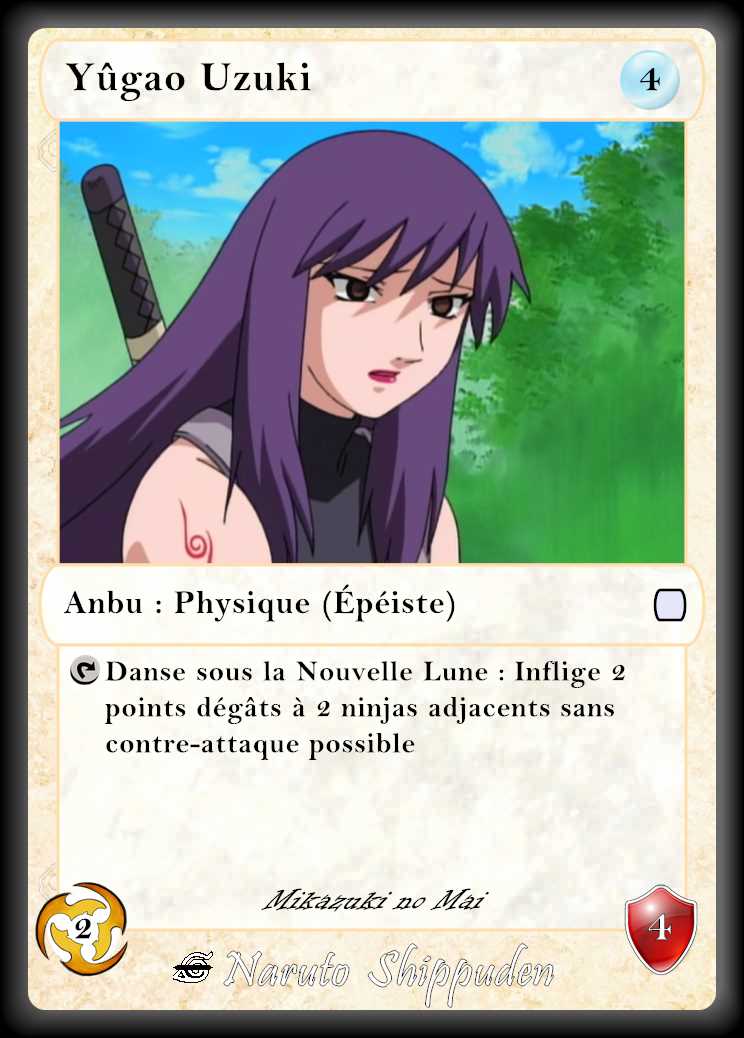 Yûgao Uzuki
4
Anbu : Physique (Épéiste)
Danse sous la Nouvelle Lune : Inflige 2
points dégâts à 2 ninjas adjacents sans
contre-attaque possible
Mikazuki no Mai
2
4
Naruto Shippuden